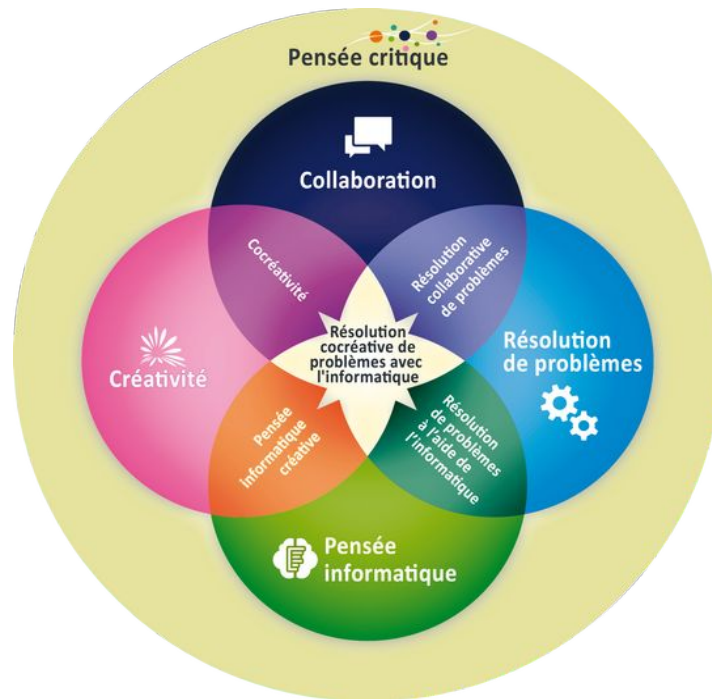 Pensée critique
Collaboration
Cocréativité
Résolution
collaborative
de problèmes
Créativité
Résolution
cocréative de
problèmes avec
l'informatique
Résolution
de problèmes
Pensée
Informatique
créative
Résolution
de problèmes
à l'aide de
l'informatique
Pensée
informatique